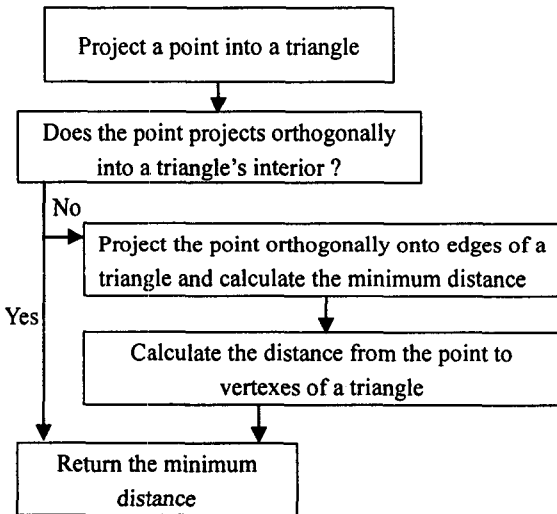 Project a point into a triangle
Does the point projects orthogonally
into a triangle's interior ?
No
Project the point orthogonally onto edges of a
triangle and calculate the minimum distance
Yes
Calculate the distance from the point to
vertexes of a triangle
Return the minimum
distance